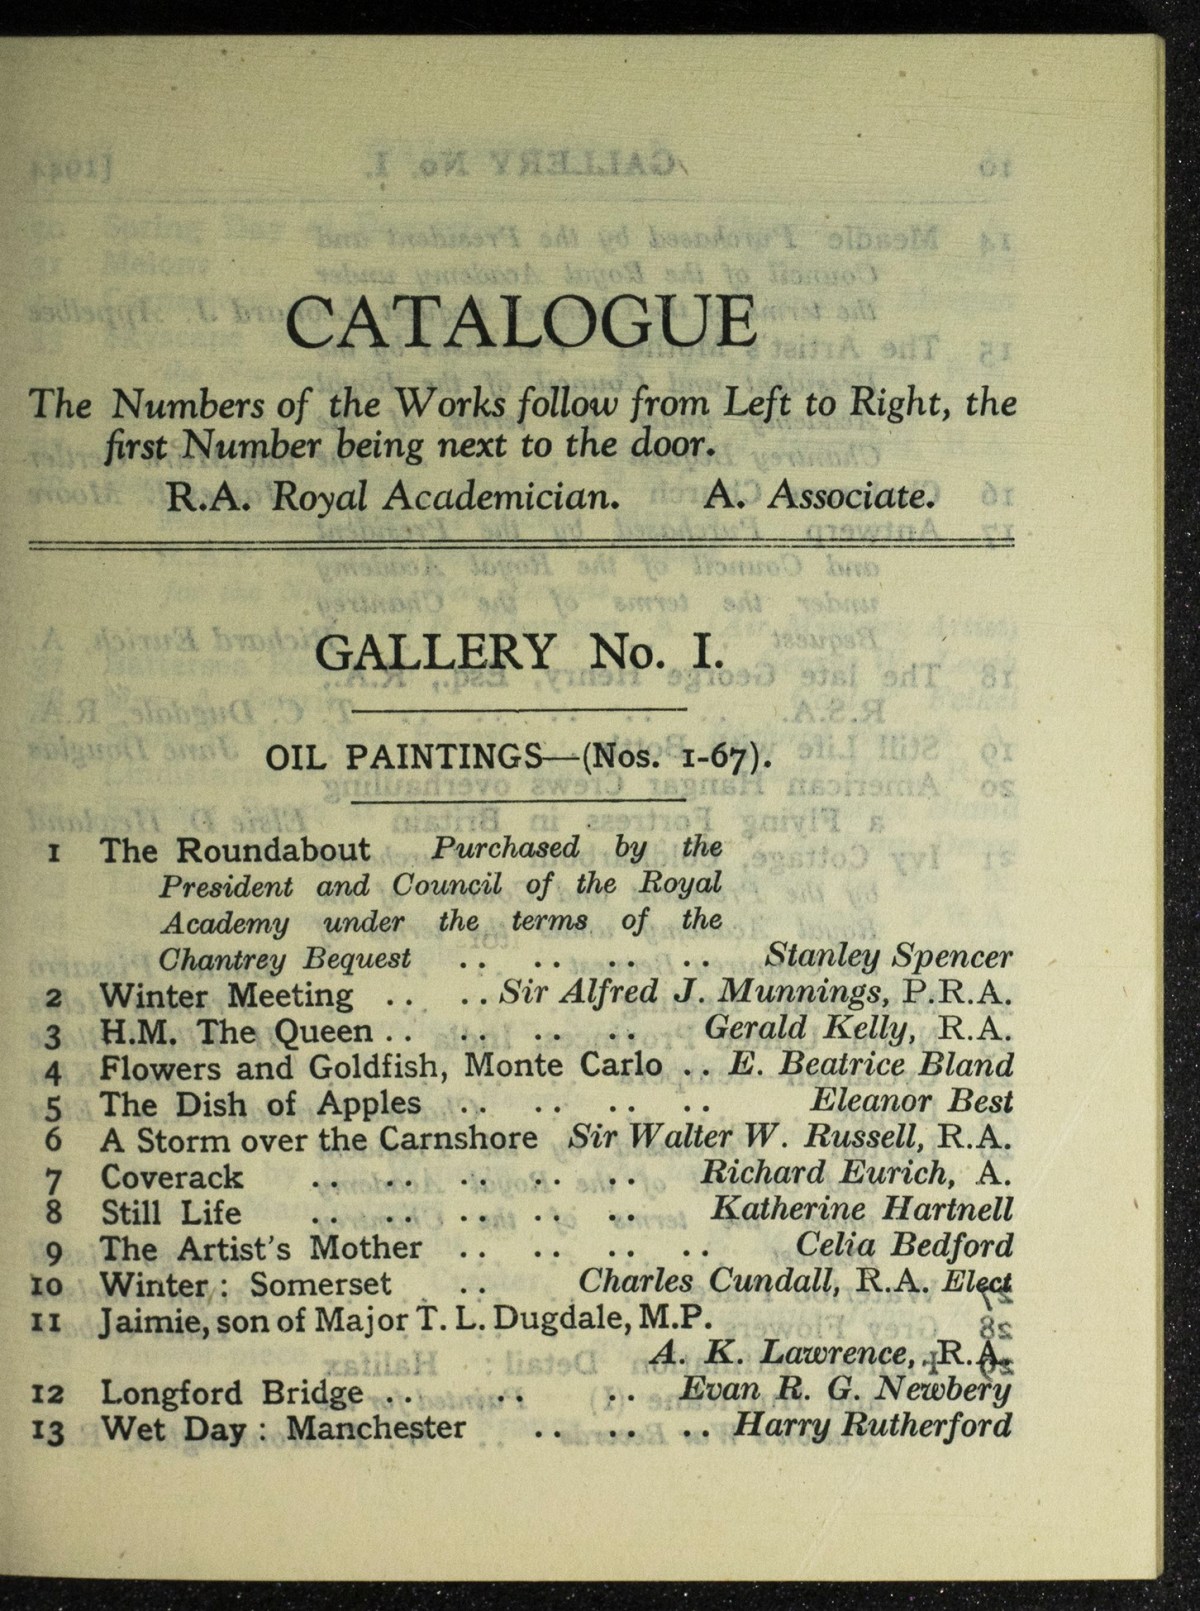 CATALOGUE
The Numbers of the Works follow from Left to Right, the
first Number being next to the door.
R.A. Royal Academician. A. Associate.
GALLERY No. I.
OIL PAINTINGS—(Nos. 1-67).
1 The Roundabout Purchased by the
President and Council of the Royal
Academy under the terms of the
Chantrey Bequest .. .. .. .. Stanley Spencer
2 Winter Meeting .. .. Sir Alfred J. Munnings, P.R.A.
3 H.M. The Queen .. .. .. .. Gerald Kelly, R.A.
4 Flowers and Goldfish, Monte Carlo .. E. Beatrice Bland
5 The Dish of Apples .. .. .. .. Eleanor Best
6 A Storm over the Carnshore Sir Walter W. Russell, R.A.
7 Coverack .. .. .. .. .. Richard Eurich, A.
8 Still Life .. .. .. .. .. Katherine Hartnell
9 The Artist's Mother .. .. .. .. Celia Bedford
10 Winter : Somerset .. Charles Cundall, R.A. Elect
11 Jaimie, son of Major T. L. Dugdale, M.P.
A. K. Lawrence, R.A.
12 Longford Bridge .. .. .. Evan R. G. Newbery
13 Wet Day : Manchester .. .. .. Harry Rutherford